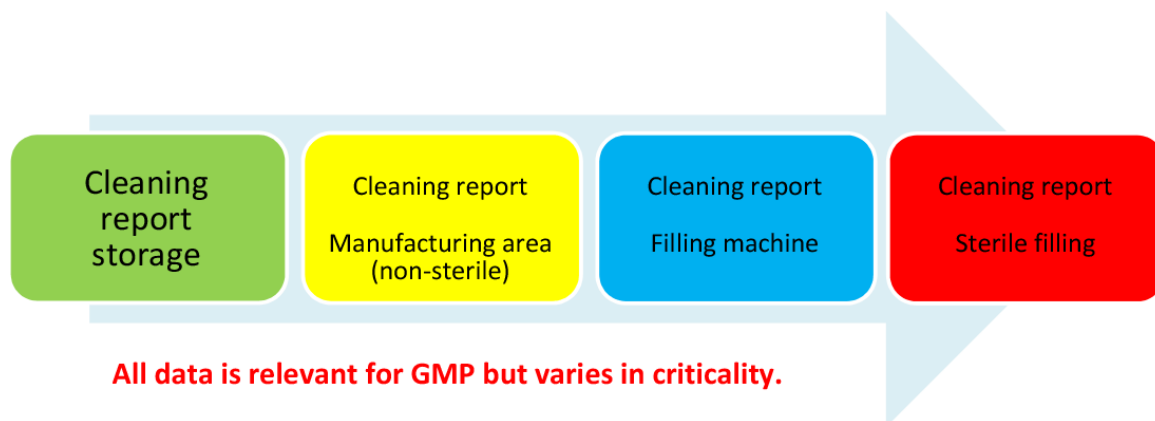 Cleaning
report
storage
Cleaning report
Manufacturing area
(non-sterile)
Cleaning report
Filling machine
Cleaning report
Sterile filling
All data is relevant for GMP but varies in criticality.